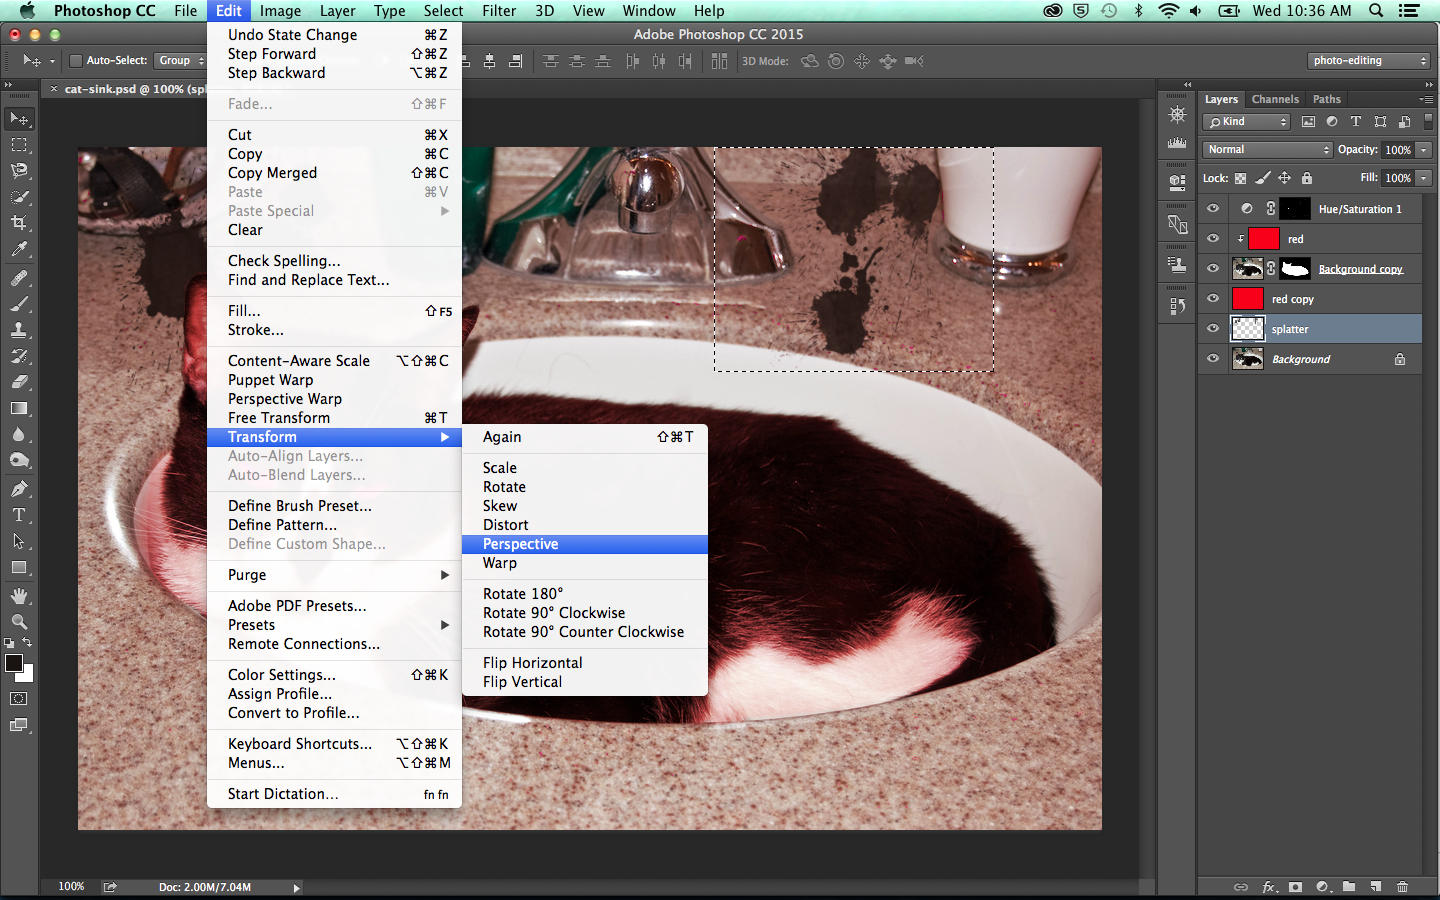 Photoshop CC File Edit Image Layer Type Select Filter 3D View Window Help Wed 10:36 AM
Adobe Photoshop CC 2015
Auto-Select: Group 3D Mode: photo-editing
× cat-sink.psd @ 100% (spl
Undo State Change ⌘Z
Step Forward ⇧⌘Z
Step Backward ⌥⌘Z
Fade... ⇧⌘F
Cut ⌘X
Copy ⌘C
Copy Merged ⇧⌘C
Paste ⌘V
Paste Special
Clear
Check Spelling...
Find and Replace Text...
Fill... ⇧F5
Stroke...
Content-Aware Scale ⌥⇧⌘C
Puppet Warp
Perspective Warp
Free Transform ⌘T
Transform
Auto-Align Layers...
Auto-Blend Layers...
Define Brush Preset...
Define Pattern...
Define Custom Shape...
Purge
Adobe PDF Presets...
Presets
Remote Connections...
Color Settings... ⇧⌘K
Assign Profile...
Convert to Profile...
Keyboard Shortcuts... ⌥⇧⌘K
Menus... ⌥⇧⌘M
Start Dictation... fn fn
Again ⇧⌘T
Scale
Rotate
Skew
Distort
Perspective
Warp
Rotate 180°
Rotate 90° Clockwise
Rotate 90° Counter Clockwise
Flip Horizontal
Flip Vertical
Layers Channels Paths
Kind
Normal Opacity: 100%
Lock: Fill: 100%
Hue/Saturation 1
red
Background copy
red copy
splatter
Background
100% Doc: 2.00M/7.04M
fx